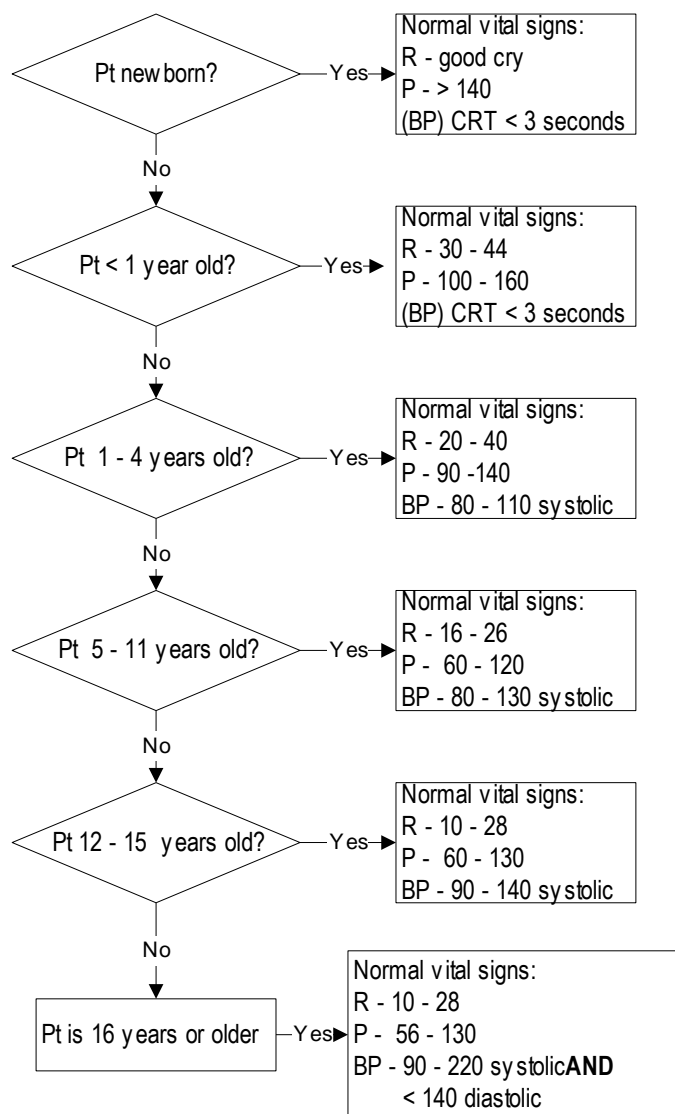 Pt newborn?
Yes
Normal vital signs:
R - good cry
P - > 140
(BP) CRT < 3 seconds
No
Pt < 1 year old?
Yes
Normal vital signs:
R - 30 - 44
P - 100 - 160
(BP) CRT < 3 seconds
No
Pt 1 - 4 years old?
Yes
Normal vital signs:
R - 20 - 40
P - 90 -140
BP - 80 - 110 systolic
No
Pt 5 - 11 years old?
Yes
Normal vital signs:
R - 16 - 26
P - 60 - 120
BP - 80 - 130 systolic
No
Pt 12 - 15 years old?
Yes
Normal vital signs:
R - 10 - 28
P - 60 - 130
BP - 90 - 140 systolic
No
Pt is 16 years or older
Yes
Normal vital signs:
R - 10 - 28
P - 56 - 130
BP - 90 - 220 systolicAND
< 140 diastolic